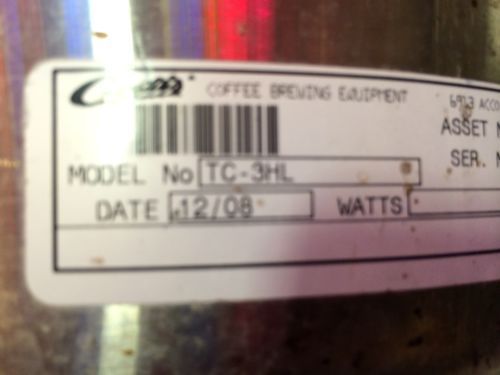 COFFEE BREWING EQUIPMENT
ASSET
SER.
MODEL No TC-3HL
DATE 12/08 WATTS